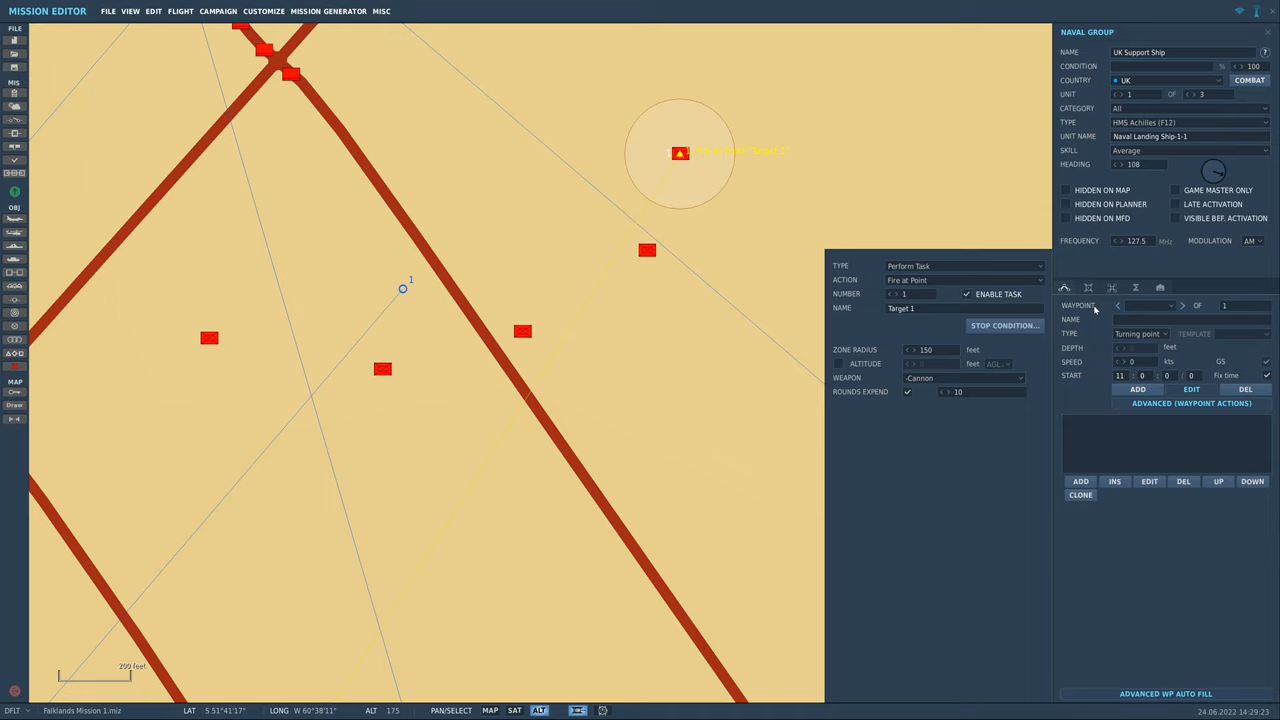 MISSION EDITOR FILE VIEW EDIT FLIGHT CAMPAIGN CUSTOMIZE MISSION GENERATOR MISC
FILE
MIS
OBJ
MAP
Draw
1
1
200 feet
TYPE Perform Task
ACTION Fire at Point
NUMBER 1 ENABLE TASK
NAME Target 1
STOP CONDITION...
ZONE RADIUS 150 feet
ALTITUDE feet AGL
WEAPON -Cannon
ROUNDS EXPEND 10
NAVAL GROUP
NAME UK Support Ship ?
CONDITION % 100
COUNTRY UK COMBAT
UNIT 1 OF 3
CATEGORY All
TYPE HMS Achilles (F12)
UNIT NAME Naval Landing Ship-1-1
SKILL Average
HEADING 108
HIDDEN ON MAP GAME MASTER ONLY
HIDDEN ON PLANNER LATE ACTIVATION
HIDDEN ON MFD VISIBLE BEF. ACTIVATION
FREQUENCY 127.5 MHz MODULATION AM
WAYPOINT OF 1
NAME
TYPE Turning point TEMPLATE
DEPTH feet
SPEED 0 kts GS
START 11 : 0 : 0 / 0 Fix time
ADD EDIT DEL
ADVANCED (WAYPOINT ACTIONS)
ADD INS EDIT DEL UP DOWN
CLONE
ADVANCED WP AUTO FILL
DFLT Falklands Mission 1.miz LAT S 51°41'17" LONG W 60°38'11" ALT 175 PAN/SELECT MAP SAT ALT 24.06.2022 14:29:23